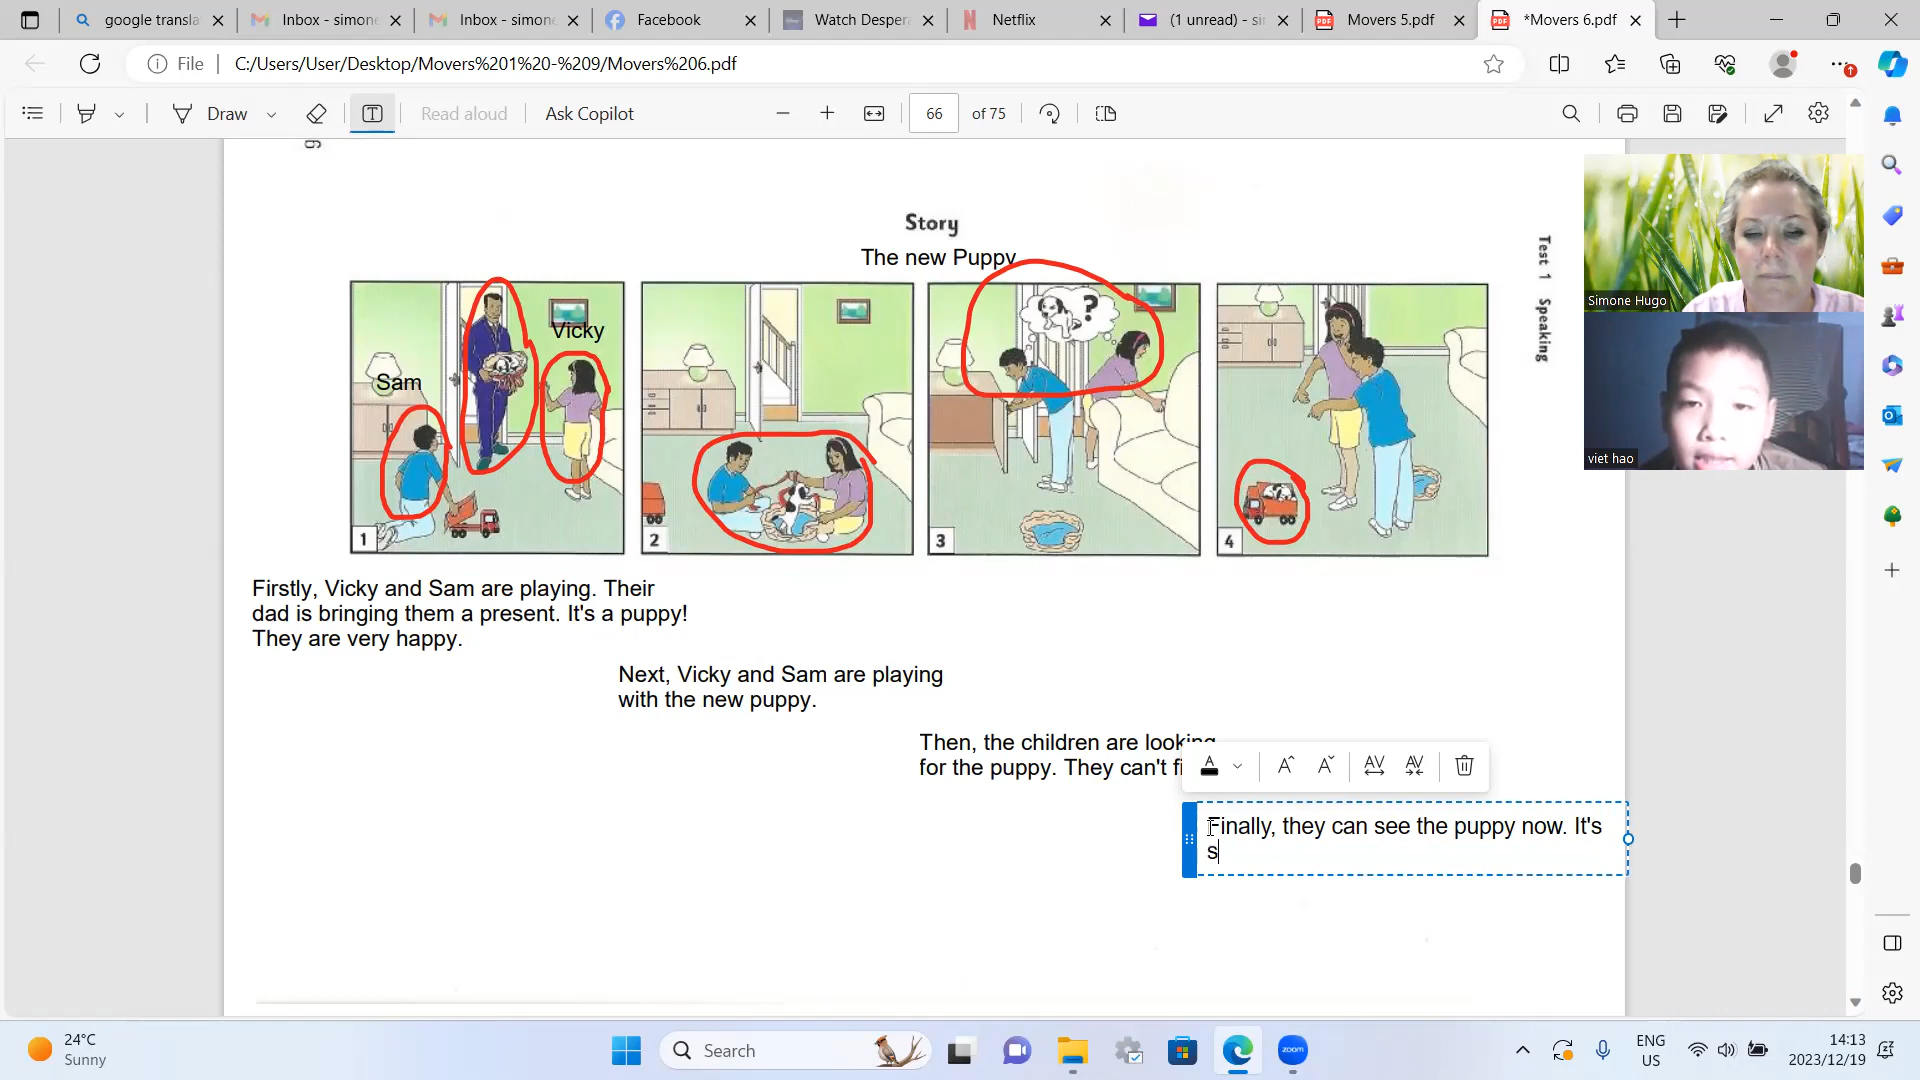 google transla
Inbox - simone
Inbox - simone
Facebook
Watch Despera
Netflix
(1 unread) - si
Movers 5.pdf
*Movers 6.pdf
File
C:/Users/User/Desktop/Movers%201%20-%209/Movers%206.pdf
Draw
Read aloud
Ask Copilot
66
of 75
Story
The new Puppy
Test 1 Speaking
Sam
Vicky
?
1
2
3
4
Simone Hugo
viet hao
Firstly, Vicky and Sam are playing. Their
dad is bringing them a present. It's a puppy!
They are very happy.
Next, Vicky and Sam are playing
with the new puppy.
Then, the children are looking
for the puppy. They can't fi
Finally, they can see the puppy now. It's
s
24°C
Sunny
Search
zoom
ENG
US
14:13
2023/12/19